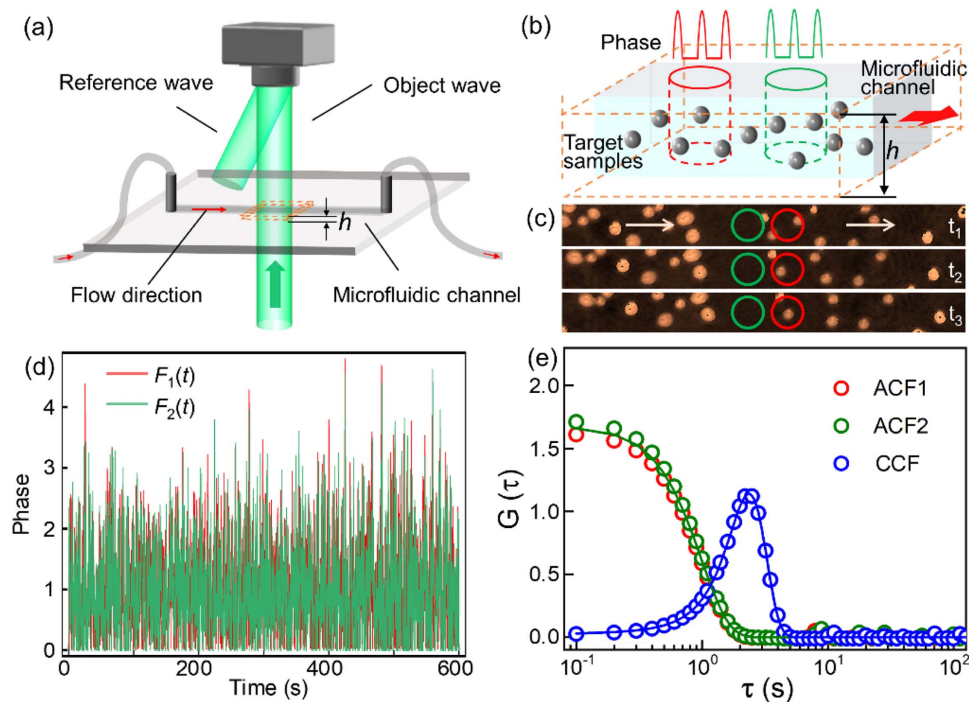 (a)
Reference wave
Object wave
h
Flow direction
Microfluidic channel
(b)
Phase
Microfluidic
channel
Target
samples
h
(c)
t₁
t₂
t₃
(d)
F₁(t)
F₂(t)
Phase
4
3
2
1
0
0
200
400
600
Time (s)
(e)
ACF1
ACF2
CCF
G (τ)
2.0
1.5
1.0
0.5
0.0
10⁻¹
10⁰
10¹
10²
τ (s)